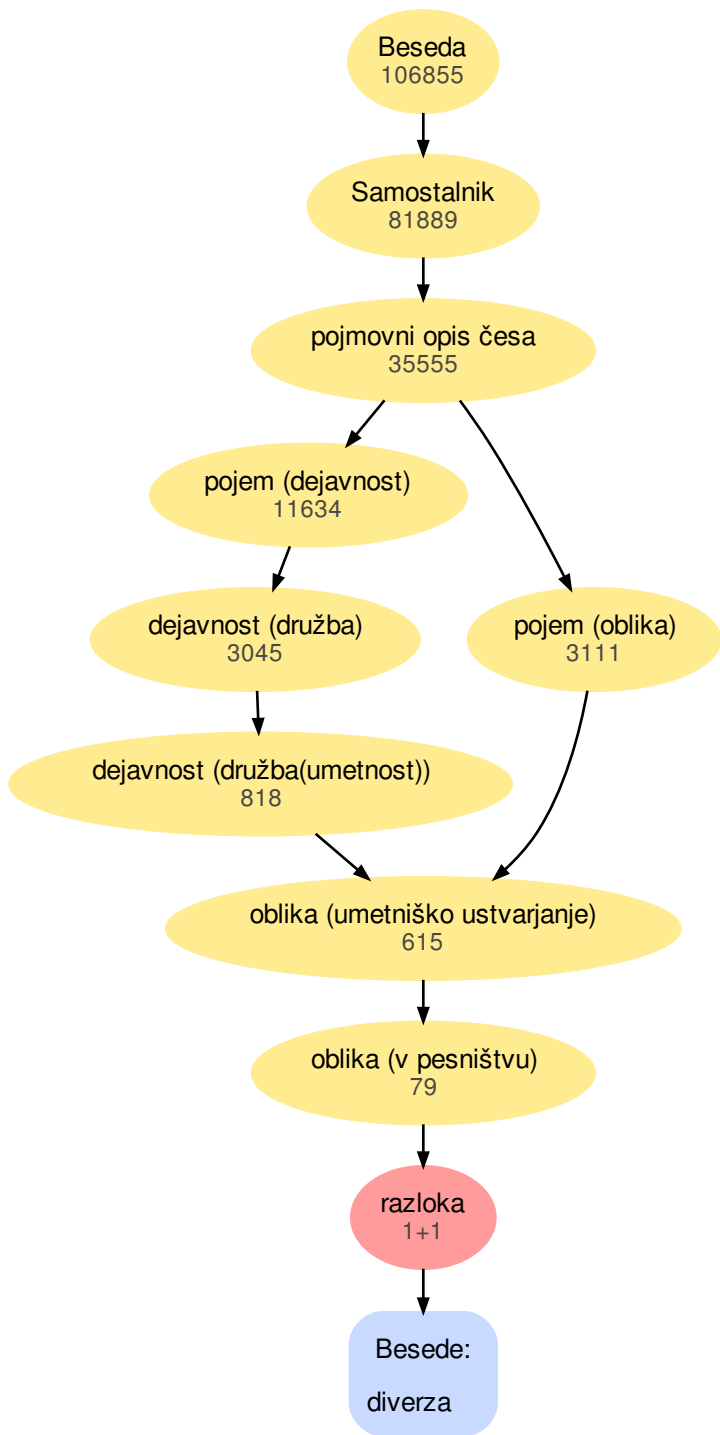 Beseda
106855
Samostalnik
81889
pojmovni opis česa
35555
pojem (dejavnost)
11634
dejavnost (družba)
3045
pojem (oblika)
3111
dejavnost (družba(umetnost))
818
oblika (umetniško ustvarjanje)
615
oblika (v pesništvu)
79
razloka
1+1
Besede:
diverza